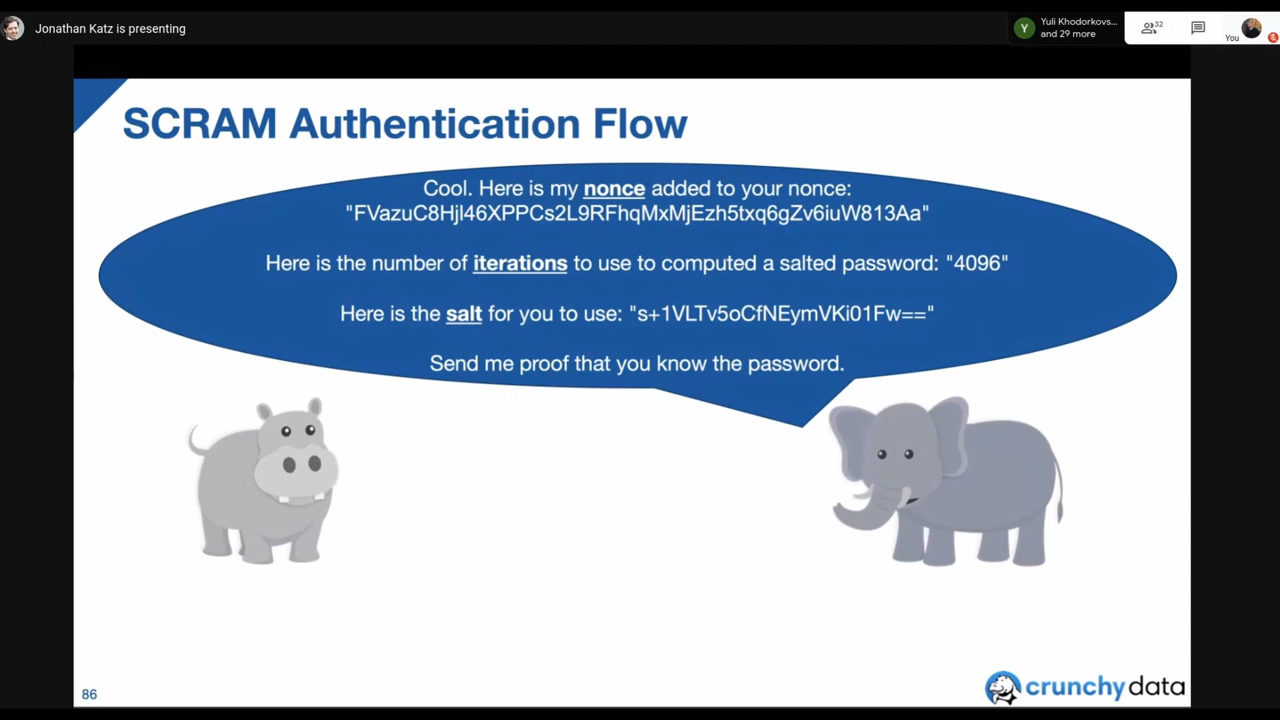 Jonathan Katz is presenting
Y
Yuli Khodorkovs...
and 29 more
32
You
SCRAM Authentication Flow
Cool. Here is my nonce added to your nonce:
"FVazuC8Hjl46XPPCs2L9RFhqMxMjEzh5txq6gZv6iuW813Aa"
Here is the number of iterations to use to computed a salted password: "4096"
Here is the salt for you to use: "s+1VLTv5oCfNEymVKi01Fw=="
Send me proof that you know the password.
86
crunchy data